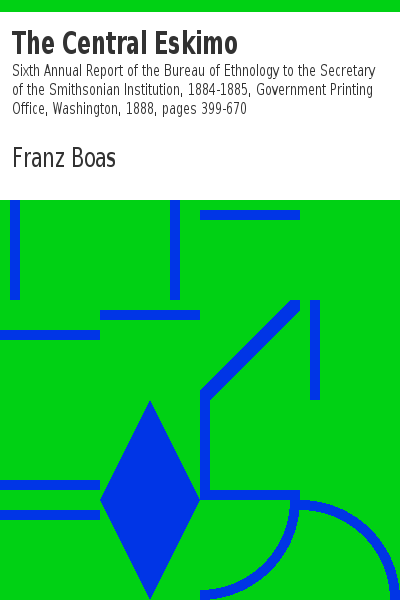 The Central Eskimo
Sixth Annual Report of the Bureau of Ethnology to the Secretary
of the Smithsonian Institution, 1884-1885, Government Printing
Office, Washington, 1888, pages 399-670
Franz Boas